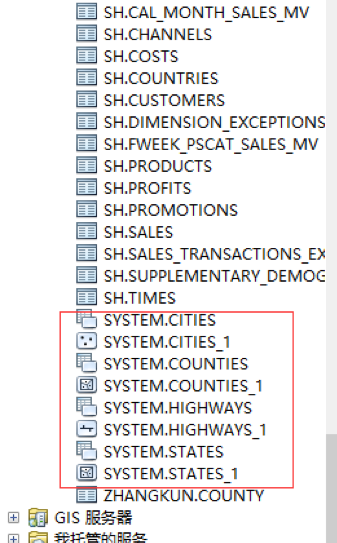 SH.CAL_MONTH_SALES_MV
SH.CHANNELS
SH.COSTS
SH.COUNTRIES
SH.CUSTOMERS
SH.DIMENSION_EXCEPTIONS
SH.FWEEK_PSCAT_SALES_MV
SH.PRODUCTS
SH.PROFITS
SH.PROMOTIONS
SH.SALES
SH.SALES_TRANSACTIONS_EX
SH.SUPPLEMENTARY_DEMOG
SH.TIMES
SYSTEM.CITIES
SYSTEM.CITIES_1
SYSTEM.COUNTIES
SYSTEM.COUNTIES_1
SYSTEM.HIGHWAYS
SYSTEM.HIGHWAYS_1
SYSTEM.STATES
SYSTEM.STATES_1
ZHANGKUN.COUNTY
GIS 服务器
我托管的服务